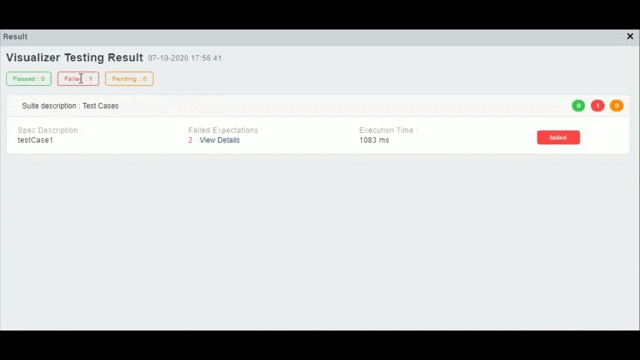 Result
Visualizer Testing Result 07-10-2020 17:56:41
Passed : 0 Failed : 1 Pending : 0
Suite description : Test Cases 0 1 0
Spec Description : Failed Expectations : Execution Time :
testCase1 2 View Details 1083 ms failed